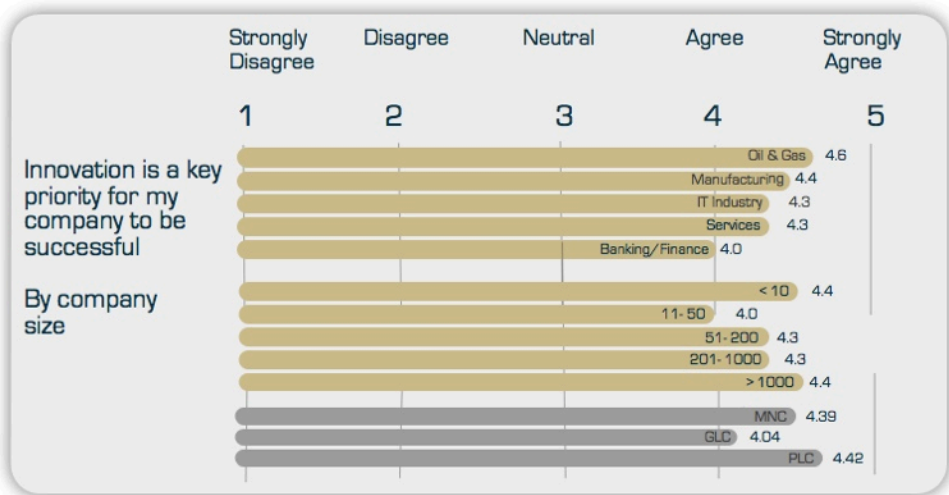 Strongly Disagree Neutral Agree Strongly
Disagree Agree
1 2 3 4 5
Innovation is a key
priority for my
company to be
successful
Oil & Gas 4.6
Manufacturing 4.4
IT Industry 4.3
Services 4.3
Banking/Finance 4.0
By company
size
< 10 4.4
11- 50 4.0
51- 200 4.3
201- 1000 4.3
> 1000 4.4
MNC 4.39
GLC 4.04
PLC 4.42